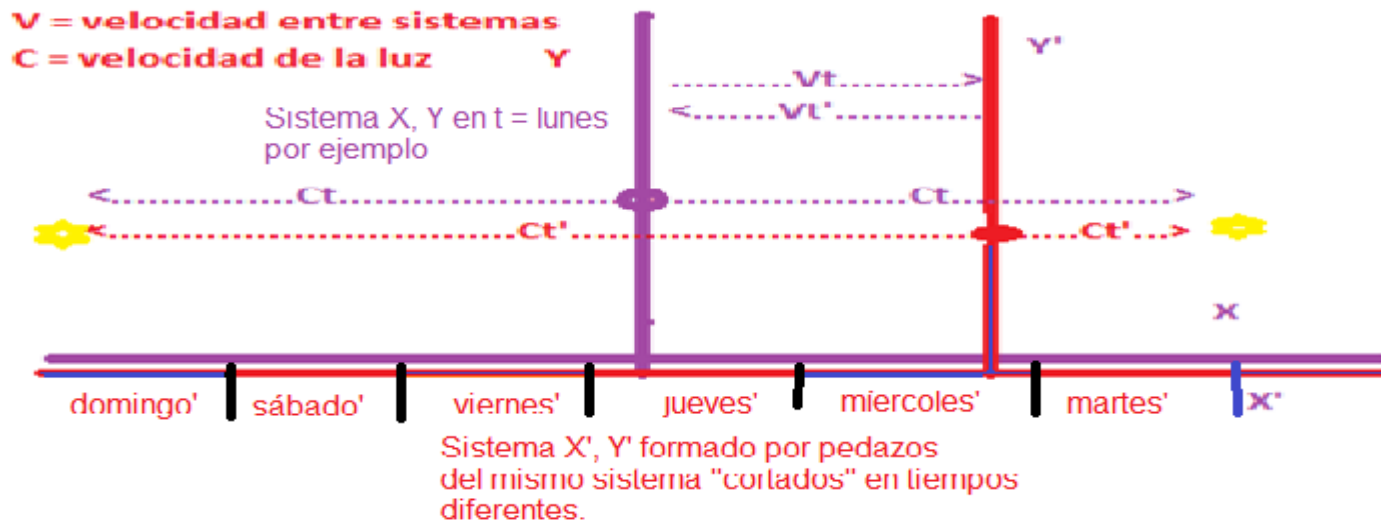 V = velocidad entre sistemas
C = velocidad de la luz Y
Y'
Vt
Vt'
Sistema X, Y en t = lunes
por ejemplo
Ct Ct
Ct' Ct'
X
domingo' sábado' viernes' jueves' miercoles' martes' X'
Sistema X', Y' formado por pedazos
del mismo sistema "cortados" en tiempos
diferentes.